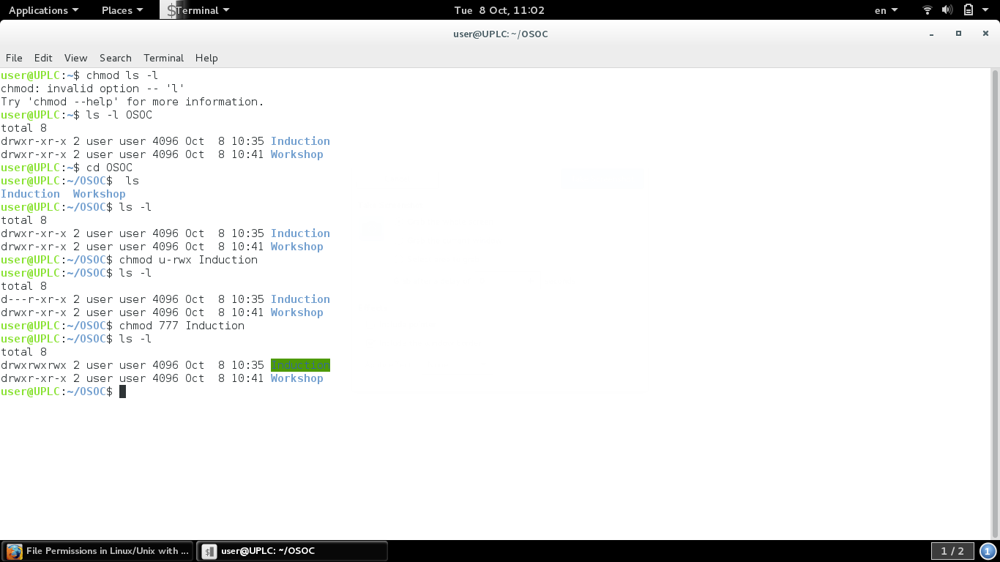 Applications Places Terminal Tue 8 Oct, 11:02 en
user@UPLC: ~/OSOC
File Edit View Search Terminal Help
user@UPLC:~$ chmod ls -l
chmod: invalid option -- 'l'
Try 'chmod --help' for more information.
user@UPLC:~$ ls -l OSOC
total 8
drwxr-xr-x 2 user user 4096 Oct  8 10:35 Induction
drwxr-xr-x 2 user user 4096 Oct  8 10:41 Workshop
user@UPLC:~$ cd OSOC
user@UPLC:~/OSOC$  ls
Induction  Workshop
user@UPLC:~/OSOC$ ls -l
total 8
drwxr-xr-x 2 user user 4096 Oct  8 10:35 Induction
drwxr-xr-x 2 user user 4096 Oct  8 10:41 Workshop
user@UPLC:~/OSOC$ chmod u-rwx Induction
user@UPLC:~/OSOC$ ls -l
total 8
d---r-xr-x 2 user user 4096 Oct  8 10:35 Induction
drwxr-xr-x 2 user user 4096 Oct  8 10:41 Workshop
user@UPLC:~/OSOC$ chmod 777 Induction
user@UPLC:~/OSOC$ ls -l
total 8
drwxrwxrwx 2 user user 4096 Oct  8 10:35 Induction
drwxr-xr-x 2 user user 4096 Oct  8 10:41 Workshop
user@UPLC:~/OSOC$
File Permissions in Linux/Unix with ... user@UPLC: ~/OSOC 1 / 2 1